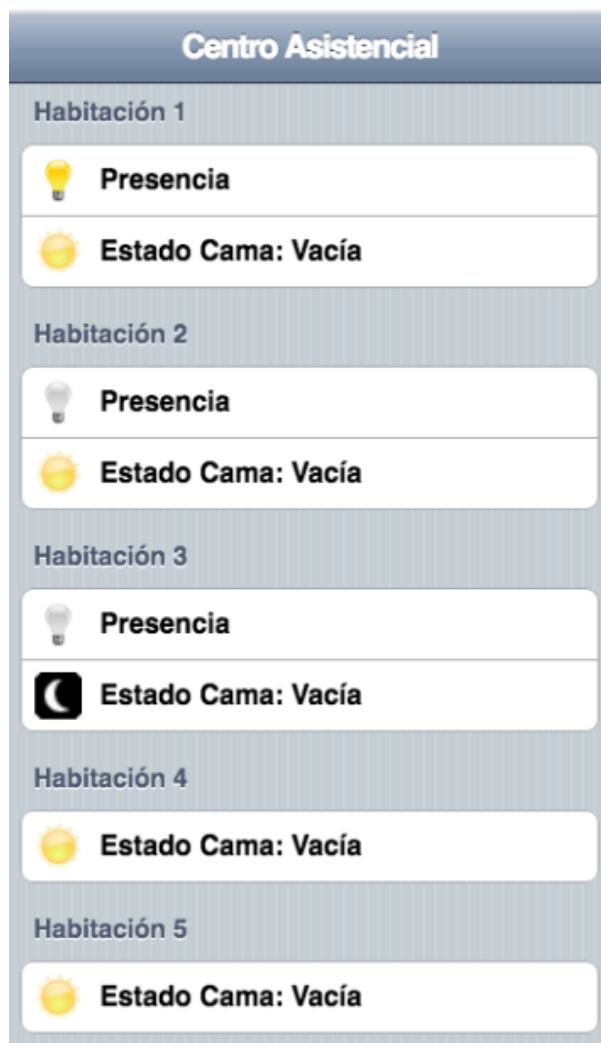 Centro Asistencial
Habitación 1
Presencia
Estado Cama: Vacía
Habitación 2
Presencia
Estado Cama: Vacía
Habitación 3
Presencia
Estado Cama: Vacía
Habitación 4
Estado Cama: Vacía
Habitación 5
Estado Cama: Vacía